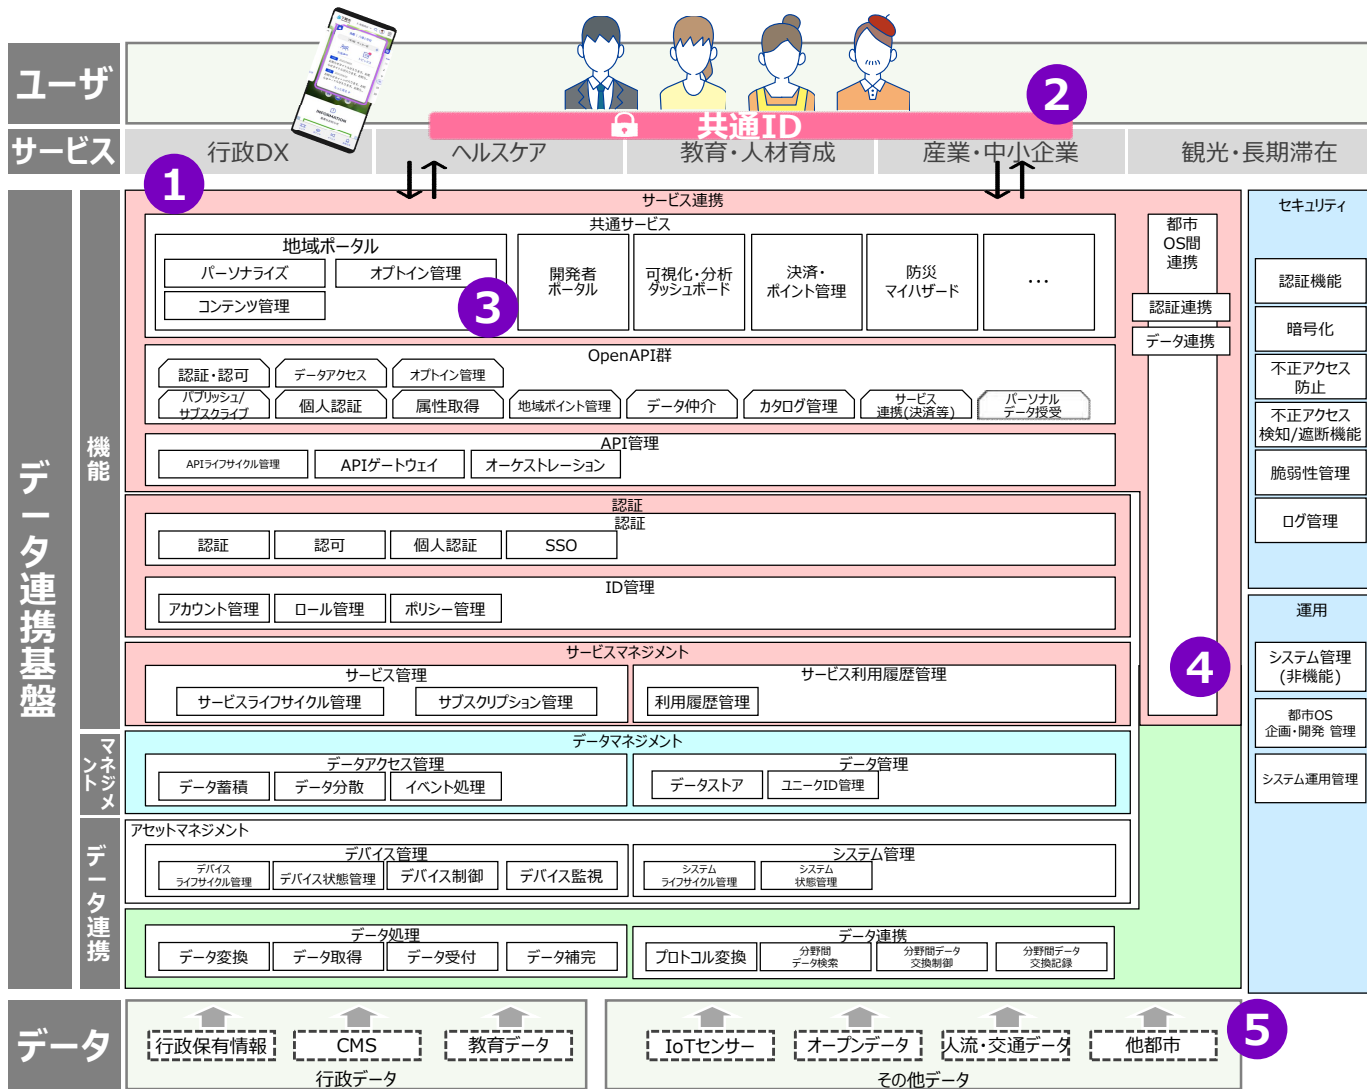 ユーザ
INFORMAITION
2
共通ID
サービス
行政DX
ヘルスケア
教育・人材育成
産業・中小企業
観光・長期滞在
1
データ連携基盤
機能
サービス連携
共通サービス
地域ポータル
パーソナライズ
オプトイン管理
コンテンツ管理
3
開発者
ポータル
可視化・分析
ダッシュボード
決済・
ポイント管理
防災
マイハザード
…
都市
OS間
連携
認証連携
データ連携
OpenAPI群
認証・認可
データアクセス
オプトイン管理
パブリッシュ/
サブスクライブ
個人認証
属性取得
地域ポイント管理
データ仲介
カタログ管理
サービス
連携(決済等)
パーソナル
データ授受
API管理
APIライフサイクル管理
APIゲートウェイ
オーケストレーション
認証
認証
認証
認可
個人認証
SSO
ID管理
アカウント管理
ロール管理
ポリシー管理
サービスマネジメント
サービス管理
サービスライフサイクル管理
サブスクリプション管理
サービス利用履歴管理
利用履歴管理
4
マネジメント
データマネジメント
データアクセス管理
データ蓄積
データ分散
イベント処理
データ管理
データストア
ユニークID管理
データ連携
アセットマネジメント
デバイス管理
デバイス
ライフサイクル管理
デバイス状態管理
デバイス制御
デバイス監視
システム管理
システム
ライフサイクル管理
システム
状態管理
データ処理
データ変換
データ取得
データ受付
データ補完
データ連携
プロトコル変換
分野間
データ検索
分野間データ
交換制御
分野間データ
交換記録
セキュリティ
認証機能
暗号化
不正アクセス
防止
不正アクセス
検知/遮断機能
脆弱性管理
ログ管理
運用
システム管理
(非機能)
都市OS
企画・開発 管理
システム運用管理
データ
行政保有情報
CMS
教育データ
行政データ
IoTセンサー
オープンデータ
人流・交通データ
他都市
その他データ
5